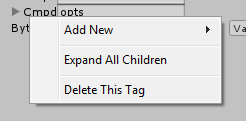 Cmpd opts
Add New
Byt
Va
Expand All Children
Delete This Tag